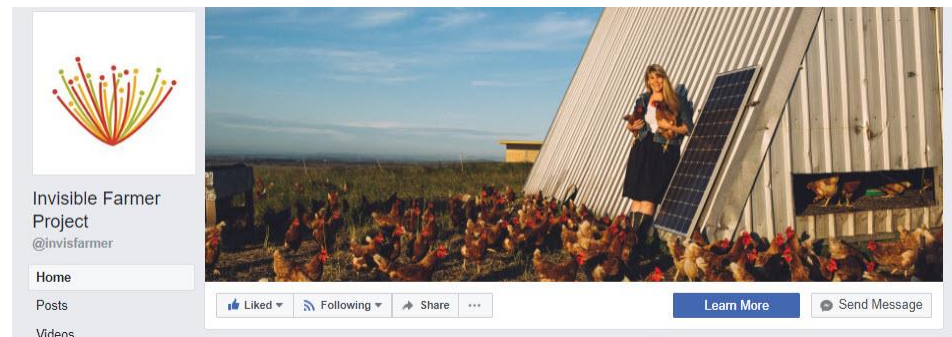 Invisible Farmer
Project
@invisfarmer
Home
Posts
Videos
Liked
Following
Share
Learn More
Send Message